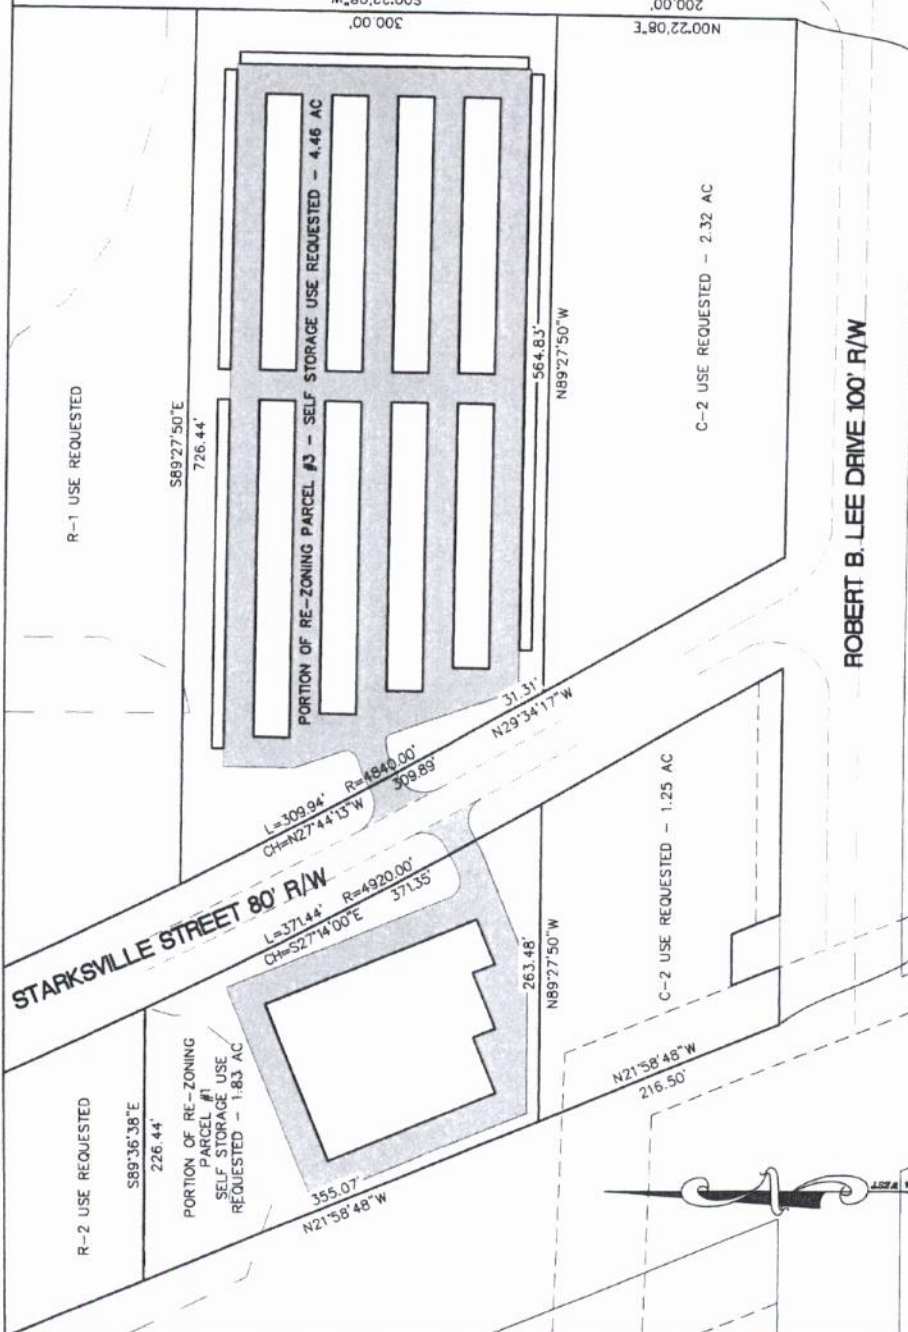 S00°22'08"W
300.00'
200.00'
N00°22'08"E
R-1 USE REQUESTED
S89°27'50"E
726.44'
PORTION OF RE-ZONING PARCEL #3 - SELF STORAGE USE REQUESTED - 4.46 AC
564.83'
N89°27'50"W
C-2 USE REQUESTED - 2.32 AC
ROBERT B. LEE DRIVE 100' R/W
31.31'
N29°34'17"W
L=309.94' R=4840.00'
CH=N27°44'13"W 309.89'
STARKSVILLE STREET 80' R/W
L=371.44' R=4920.00'
CH=S27°14'00"E 371.35'
R-2 USE REQUESTED
S89°36'38"E
226.44'
PORTION OF RE-ZONING
PARCEL #1
SELF STORAGE USE
REQUESTED - 1.83 AC
263.48'
N89°27'50"W
C-2 USE REQUESTED - 1.25 AC
355.07'
N21°58'48"W
N21°58'48"W
216.50'
WEST